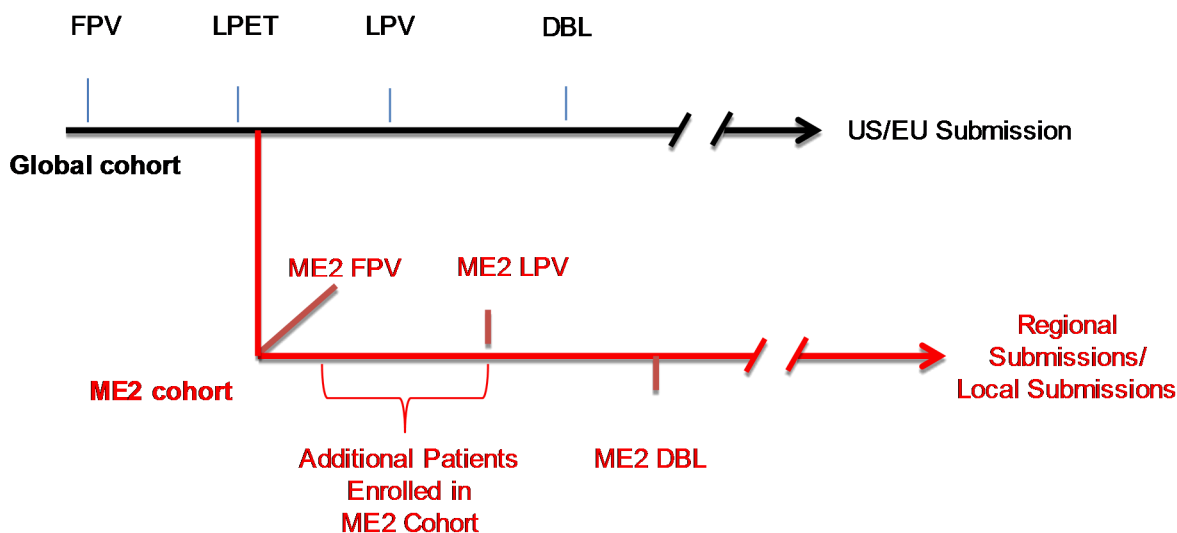 FPV LPET LPV DBL
US/EU Submission
Global cohort
ME2 FPV ME2 LPV
Regional
Submissions/
Local Submissions
ME2 cohort
Additional Patients
Enrolled in
ME2 Cohort
ME2 DBL